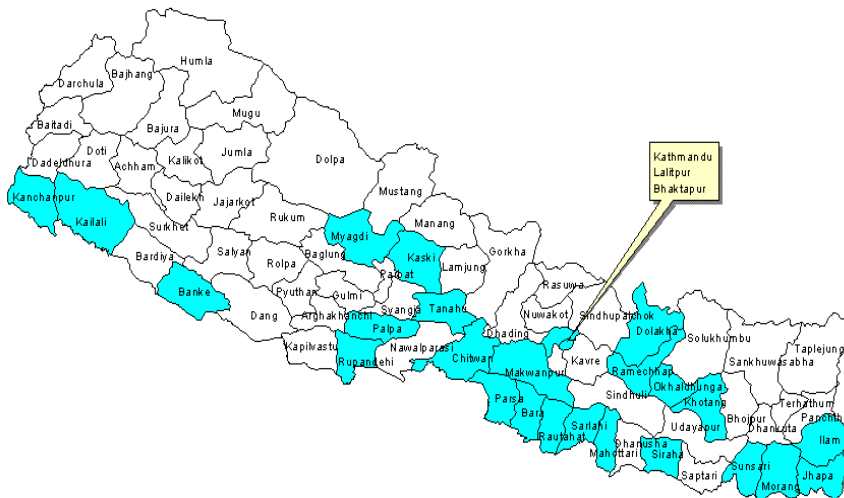 Humla
Darchula
Bajhang
Mugu
Baitadi
Bajura
Doti
Jumla
Dadeldhura
Achham
Kalikot
Dolpa
Kathmandu
Lalitpur
Bhaktapur
Kanchanpur
Dailekh
Jajarkot
Mustang
Kailali
Surkhet
Rukum
Manang
Myagdi
Bardiya
Salyan
Rolpa
Baglung
Parbat
Kaski
Lamjung
Gorkha
Rasuwa
Banke
Pyuthan
Gulmi
Syangja
Tanahu
Nuwakot
Sindhupalchok
Dang
Arghakhanchi
Palpa
Dhading
Dolakha
Solukhumbu
Taplejung
Kapilvastu
Rupandehi
Nawalparasi
Chitwan
Makwanpur
Kavre
Ramechhap
Sankhuwasabha
Okhaldhunga
Sindhuli
Khotang
Parsa
Bara
Rautahat
Sarlahi
Mahottari
Dhanusha
Siraha
Udayapur
Bhojpur
Terhathum
Dhankuta
Panchth
Ilam
Saptari
Sunsari
Morang
Jhapa